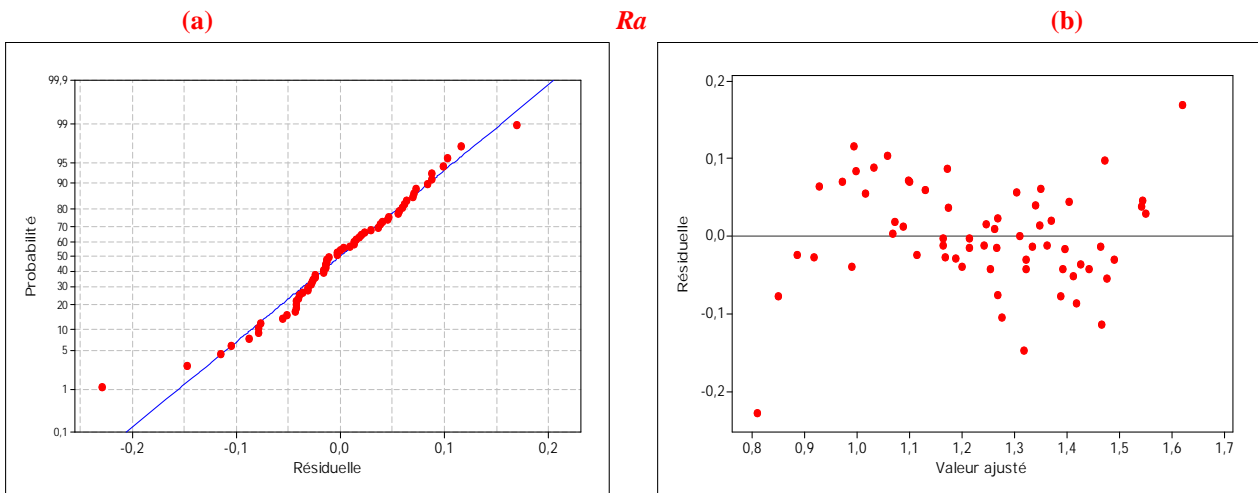 (a) Ra (b)
99,9
99
95
90
80
70
60
50
40
30
20
10
5
1
0,1
Probabilité
-0,2 -0,1 0,0 0,1 0,2
Résiduelle
0,2
0,1
0,0
-0,1
-0,2
Résiduelle
0,8 0,9 1,0 1,1 1,2 1,3 1,4 1,5 1,6 1,7
Valeur ajusté